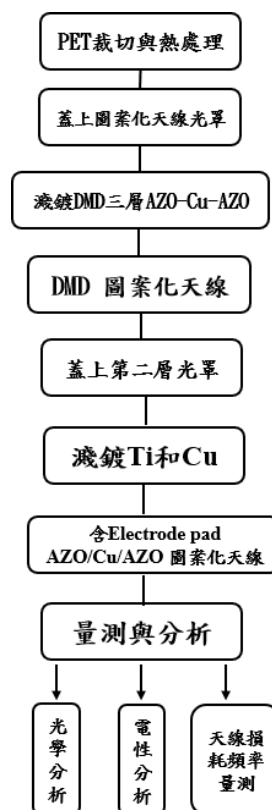 PET裁切與熱處理
蓋上圖案化天線光罩
濺鍍DMD三層AZO-Cu-AZO
DMD 圖案化天線
蓋上第二層光罩
濺鍍Ti和Cu
含Electrode pad
AZO/Cu/AZO 圖案化天線
量測與分析
光學分析
電性分析
天線損
耗頻率
量測